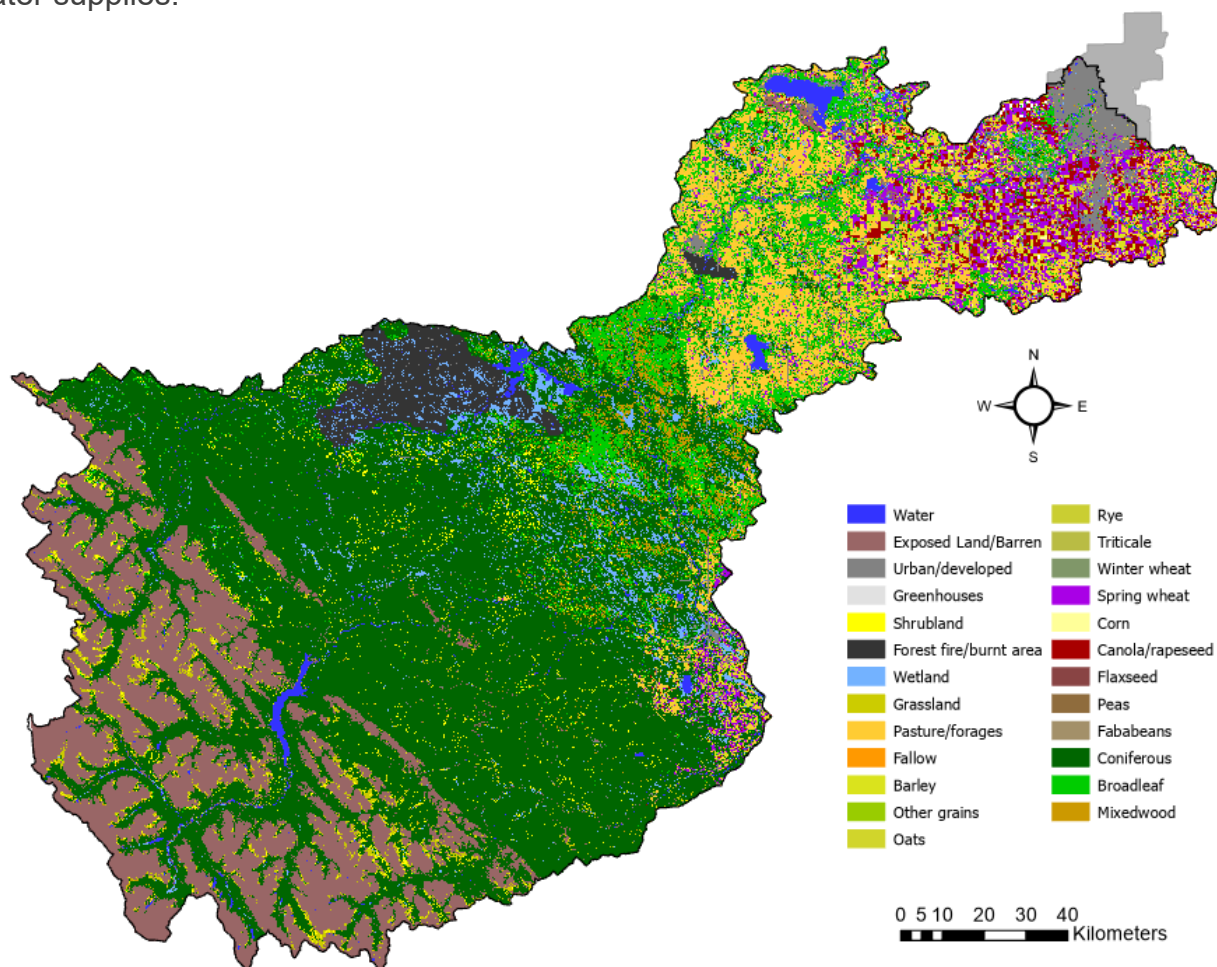 ater supplies.
N
W E
S
Water
Exposed Land/Barren
Urban/developed
Greenhouses
Shrubland
Forest fire/burnt area
Wetland
Grassland
Pasture/forages
Fallow
Barley
Other grains
Oats
Rye
Triticale
Winter wheat
Spring wheat
Corn
Canola/rapeseed
Flaxseed
Peas
Fababeans
Coniferous
Broadleaf
Mixedwood
0 5 10 20 30 40
Kilometers